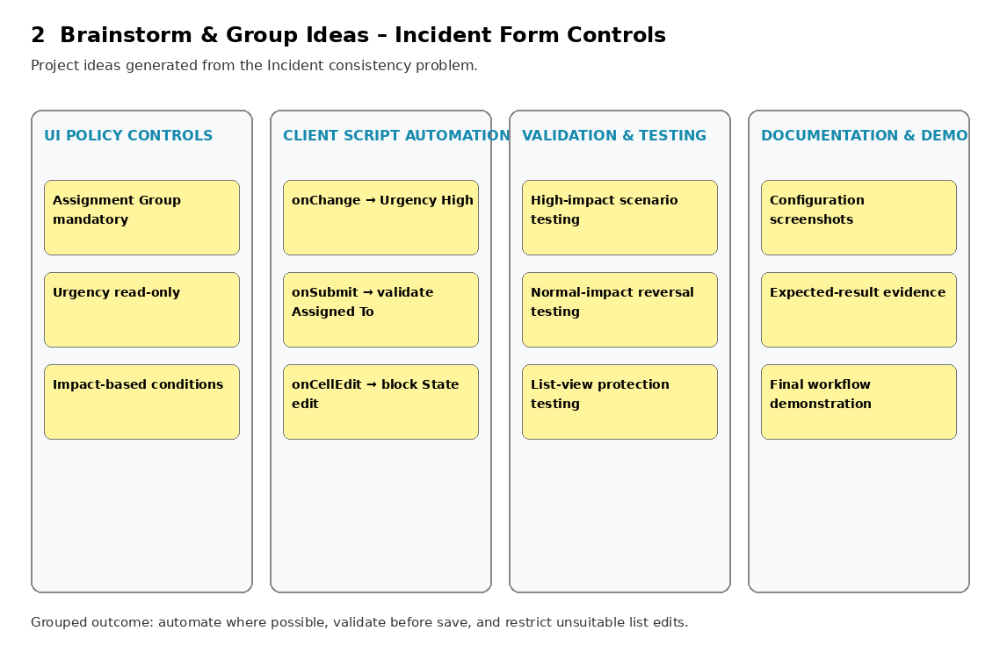 2  Brainstorm & Group Ideas – Incident Form Controls
Project ideas generated from the Incident consistency problem.
UI POLICY CONTROLS
Assignment Group
mandatory
Urgency read-only
Impact-based conditions
CLIENT SCRIPT AUTOMATION
onChange → Urgency High
onSubmit → validate
Assigned To
onCellEdit → block State
edit
VALIDATION & TESTING
High-impact scenario
testing
Normal-impact reversal
testing
List-view protection
testing
DOCUMENTATION & DEMO
Configuration
screenshots
Expected-result evidence
Final workflow
demonstration
Grouped outcome: automate where possible, validate before save, and restrict unsuitable list edits.